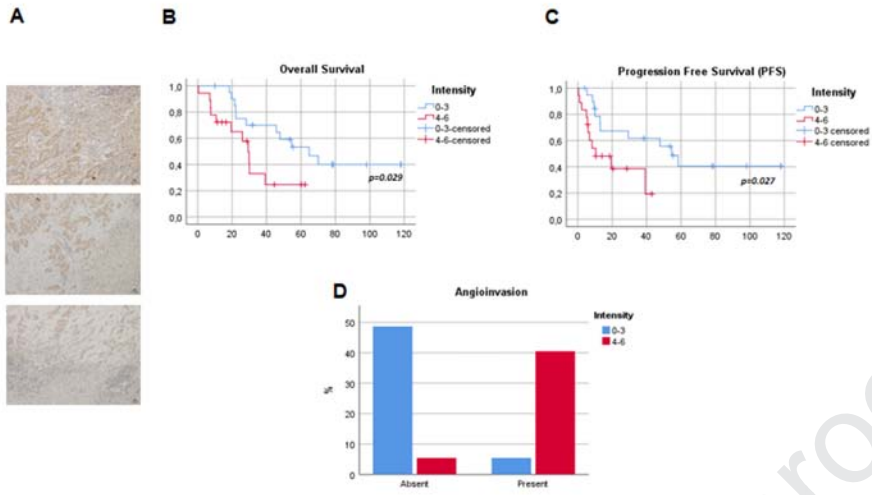 A
B
Overall Survival
1,0
0,8
0,6
0,4
0,2
0,0
0 20 40 60 80 100 120
p=0.029
Intensity
0-3
4-6
0-3-censored
4-6-censored
C
Progression Free Survival (PFS)
1,0
0,8
0,6
0,4
0,2
0,0
0 20 40 60 80 100 120
p=0.027
Intensity
0-3
4-6
0-3 censored
4-6 censored
D
Angioinvasion
%
50
40
30
20
10
0
Absent Present
Intensity
0-3
4-6